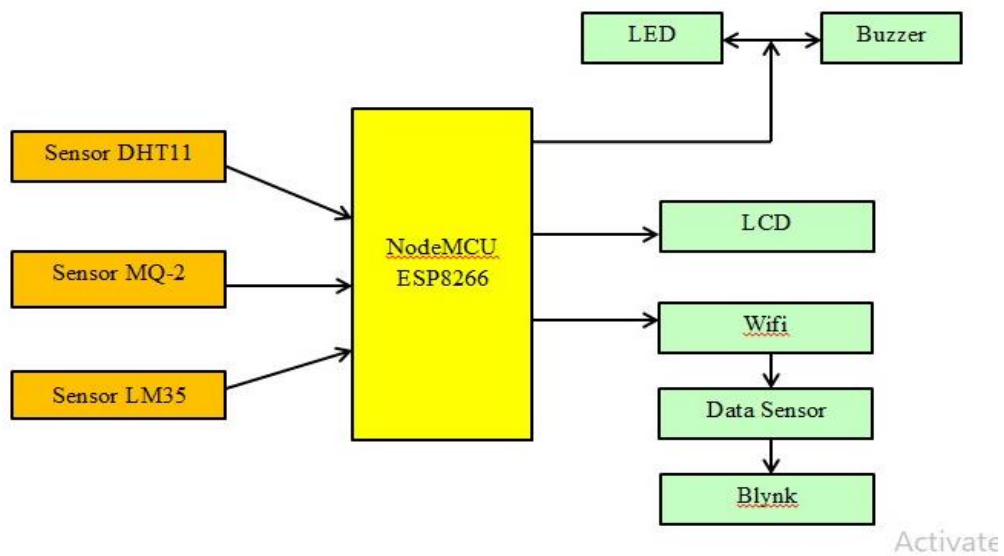 LED
Buzzer
Sensor DHT11
Sensor MQ-2
Sensor LM35
NodeMCU
ESP8266
LCD
Wifi
Data Sensor
Blynk
Activate